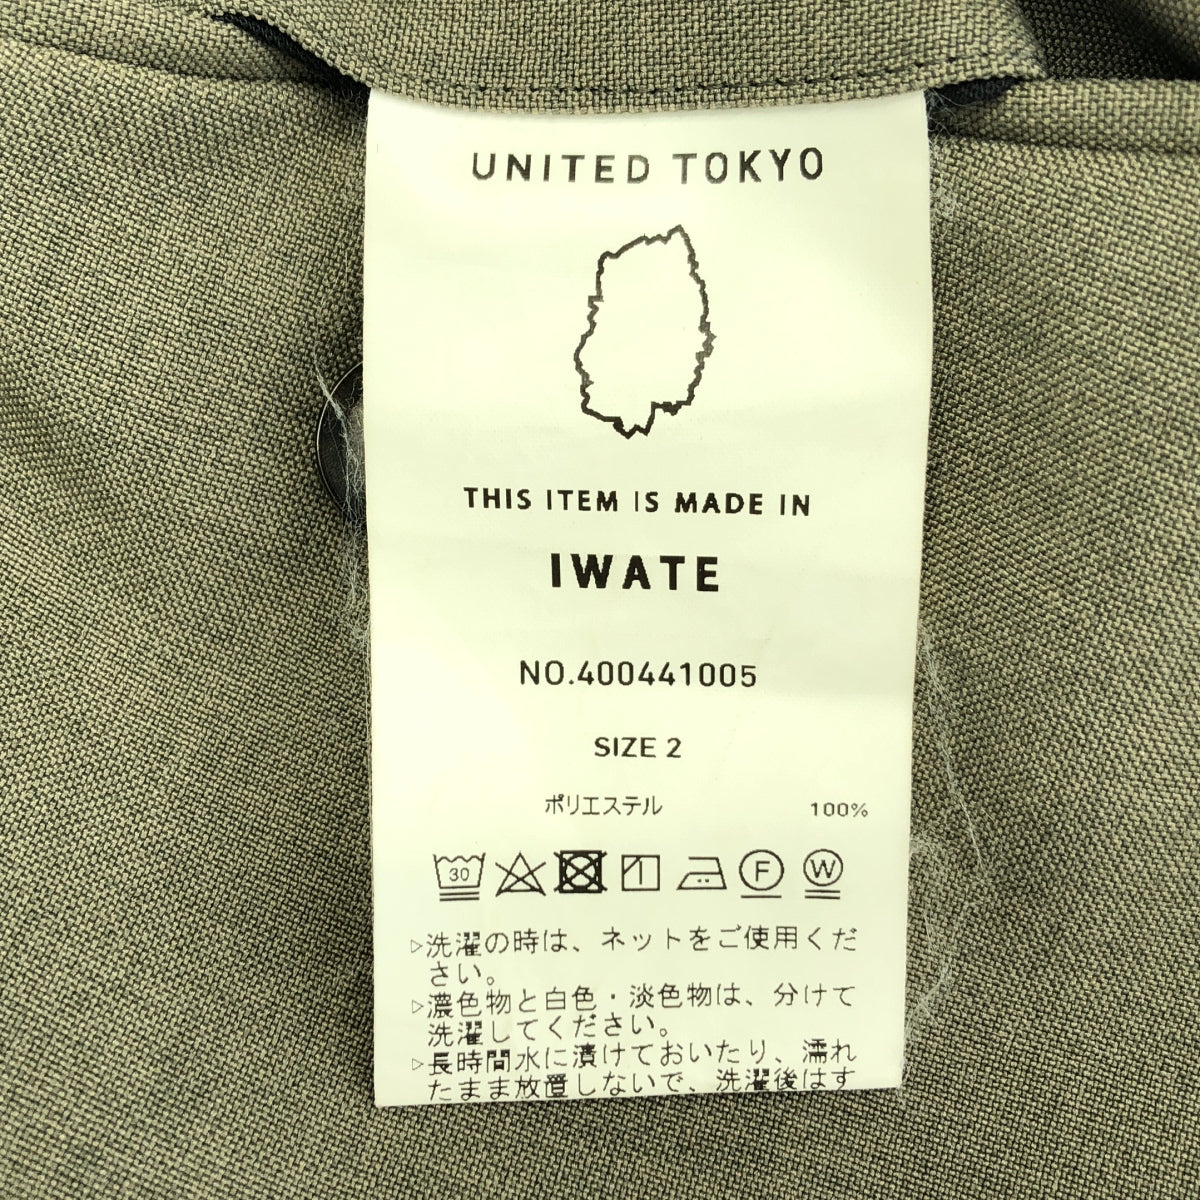 UNITED TOKYO
THIS ITEM IS MADE IN
IWATE
NO.400441005
SIZE 2
ポリエステル 100%
30 F W
▷洗濯の時は、ネットをご使用くだ
さい。
▷濃色物と白色・淡色物は、分けて
洗濯してください。
▷長時間水に漬けておいたり、濡れ
たまま放置しないで、洗濯後はす